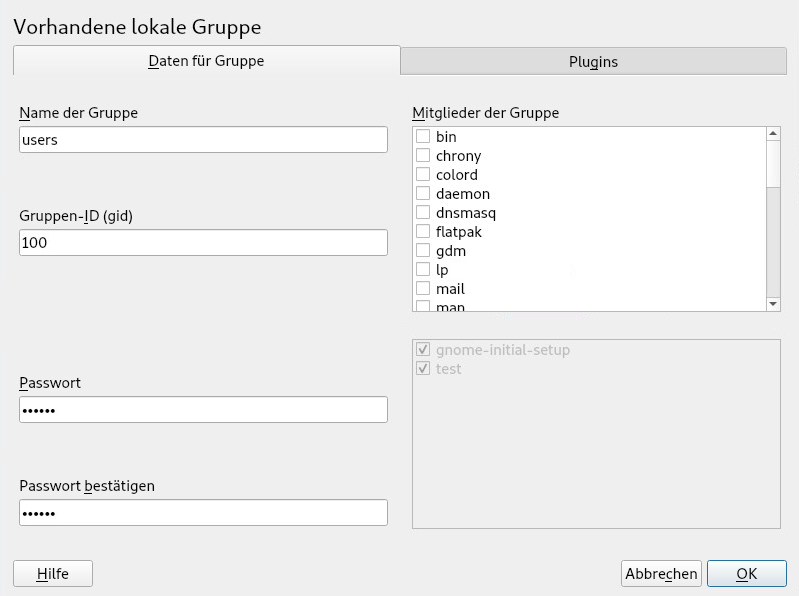 Vorhandene lokale Gruppe
Daten für Gruppe
Plugins
Name der Gruppe
users
Gruppen-ID (gid)
100
Passwort
••••••
Passwort bestätigen
••••••
Mitglieder der Gruppe
bin
chrony
colord
daemon
dnsmasq
flatpak
gdm
lp
mail
man
gnome-initial-setup
test
Hilfe
Abbrechen
OK